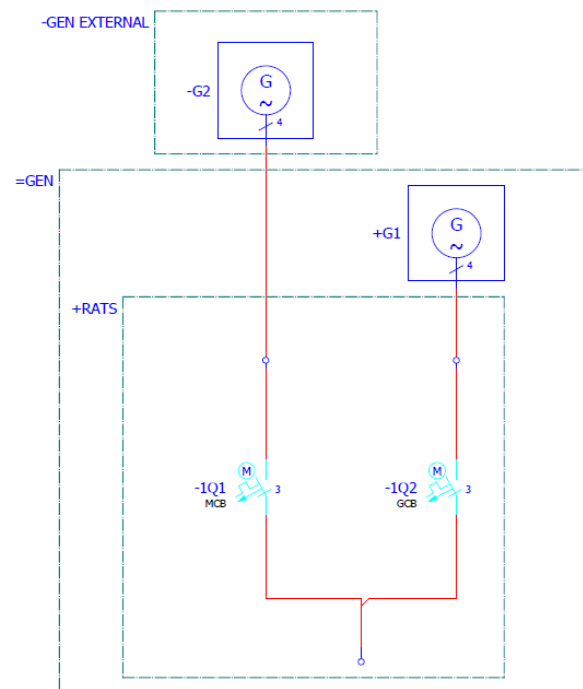 -GEN EXTERNAL
-G2
G
~
4
=GEN
+G1
G
~
4
+RATS
M
-1Q1
3
MCB
M
-1Q2
3
GCB